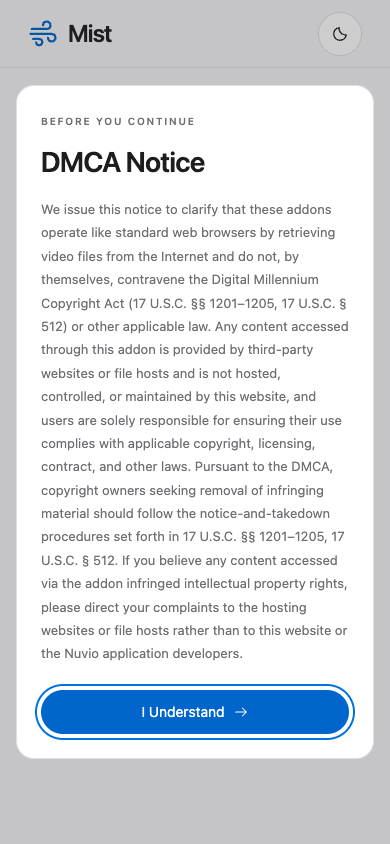 Mist
BEFORE YOU CONTINUE
DMCA Notice
We issue this notice to clarify that these addons
operate like standard web browsers by retrieving
video files from the Internet and do not, by
themselves, contravene the Digital Millennium
Copyright Act (17 U.S.C. §§ 1201–1205, 17 U.S.C. §
512) or other applicable law. Any content accessed
through this addon is provided by third-party
websites or file hosts and is not hosted,
controlled, or maintained by this website, and
users are solely responsible for ensuring their use
complies with applicable copyright, licensing,
contract, and other laws. Pursuant to the DMCA,
copyright owners seeking removal of infringing
material should follow the notice-and-takedown
procedures set forth in 17 U.S.C. §§ 1201–1205, 17
U.S.C. § 512. If you believe any content accessed
via the addon infringed intellectual property rights,
please direct your complaints to the hosting
websites or file hosts rather than to this website or
the Nuvio application developers.
I Understand →